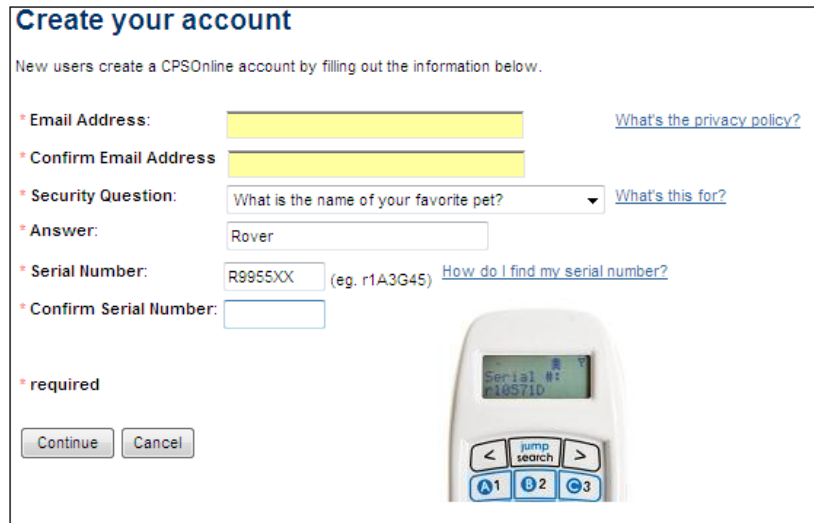 Create your account
New users create a CPSOnline account by filling out the information below.
* Email Address: What's the privacy policy?
* Confirm Email Address
* Security Question: What is the name of your favorite pet? What's this for?
* Answer: Rover
* Serial Number: R9955XX (eg. r1A3G45) How do I find my serial number?
* Confirm Serial Number:
Serial #:
r10571D
* required
Continue Cancel
< jump search >
A 1 B 2 C 3